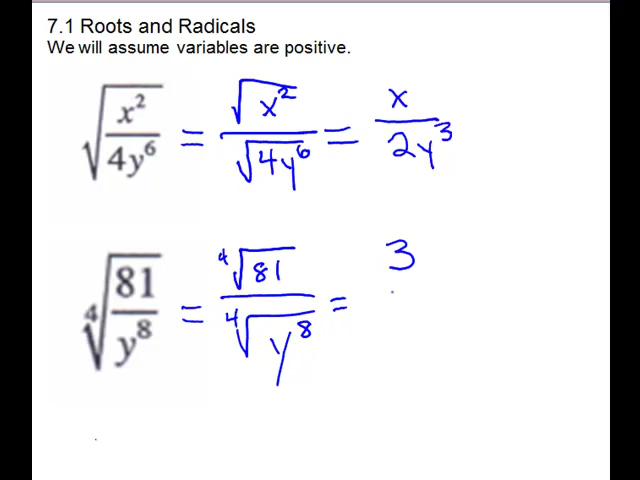 7.1 Roots and Radicals
We will assume variables are positive.
√(x²/4y⁶) = √x²/√4y⁶ = x/2y³
⁴√(81/y⁸) = ⁴√81/⁴√y⁸ = 3